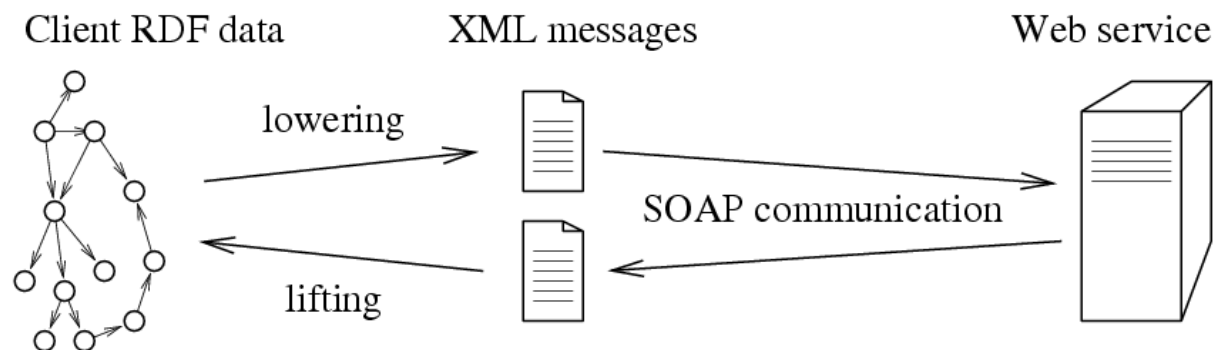 Client RDF data
XML messages
Web service
lowering
SOAP communication
lifting